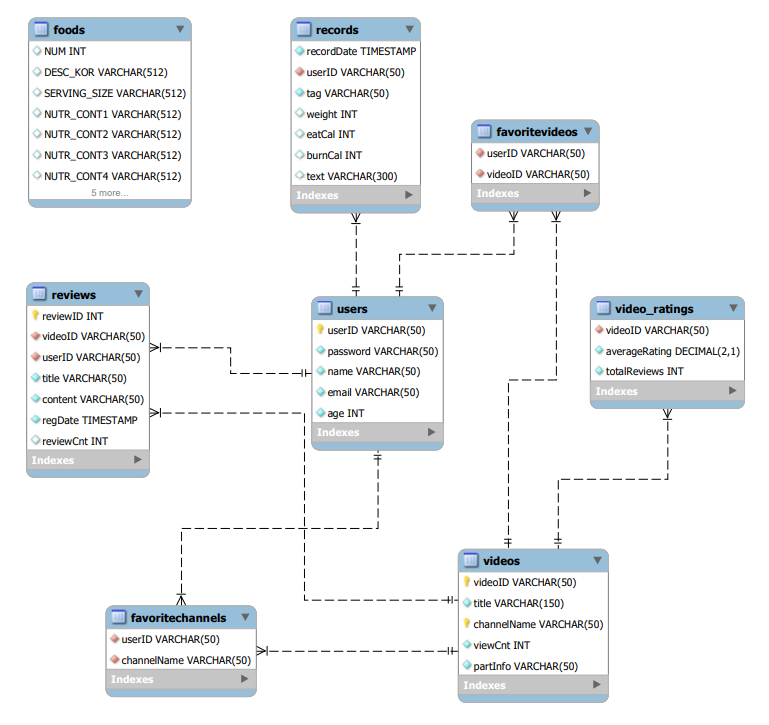 foods
NUM INT
DESC_KOR VARCHAR(512)
SERVING_SIZE VARCHAR(512)
NUTR_CONT1 VARCHAR(512)
NUTR_CONT2 VARCHAR(512)
NUTR_CONT3 VARCHAR(512)
NUTR_CONT4 VARCHAR(512)
5 more...
records
recordDate TIMESTAMP
userID VARCHAR(50)
tag VARCHAR(50)
weight INT
eatCal INT
burnCal INT
text VARCHAR(300)
Indexes
favoritevideos
userID VARCHAR(50)
videoID VARCHAR(50)
Indexes
reviews
reviewID INT
videoID VARCHAR(50)
userID VARCHAR(50)
title VARCHAR(50)
content VARCHAR(50)
regDate TIMESTAMP
reviewCnt INT
Indexes
users
userID VARCHAR(50)
password VARCHAR(50)
name VARCHAR(50)
email VARCHAR(50)
age INT
Indexes
video_ratings
videoID VARCHAR(50)
averageRating DECIMAL(2,1)
totalReviews INT
Indexes
favoritechannels
userID VARCHAR(50)
channelName VARCHAR(50)
Indexes
videos
videoID VARCHAR(50)
title VARCHAR(150)
channelName VARCHAR(50)
viewCnt INT
partInfo VARCHAR(50)
Indexes